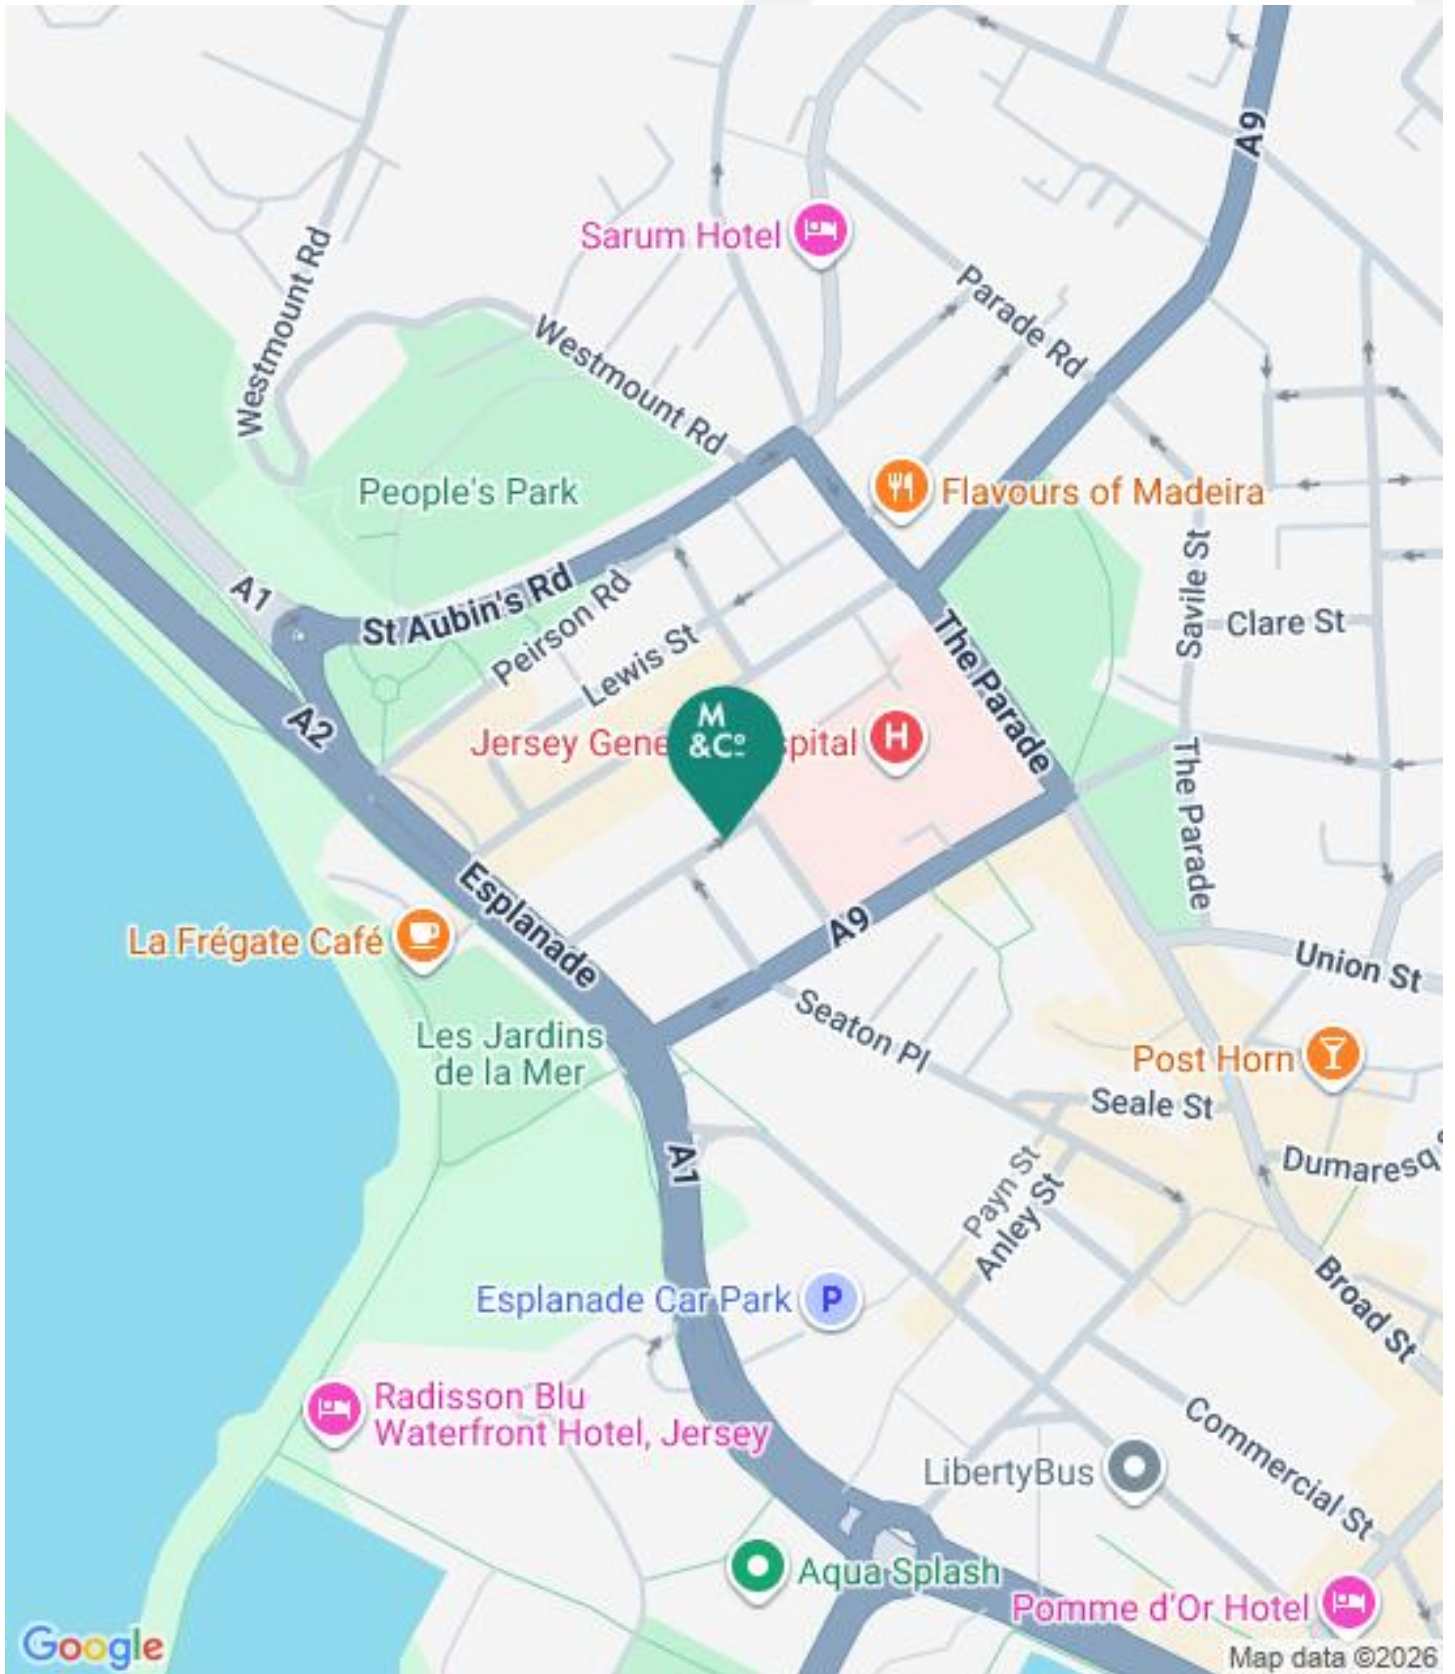 A9
Sarum Hotel
Westmount Rd
Parade Rd
Westmount Rd
People's Park
Flavours of Madeira
A1
St Aubin's Rd
Peirson Rd
Lewis St
The Parade
Savile St
Clare St
A2
M
&Cº
Jersey Gene spital
H
The Parade
Esplanade
La Frégate Café
A9
Union St
Les Jardins
de la Mer
Seaton Pl
Post Horn
Seale St
A1
Payn St
Anley St
Dumaresq
Esplanade Car Park
P
Broad St
Radisson Blu
Waterfront Hotel, Jersey
Commercial St
LibertyBus
Aqua Splash
Pomme d'Or Hotel
Google
Map data ©2026